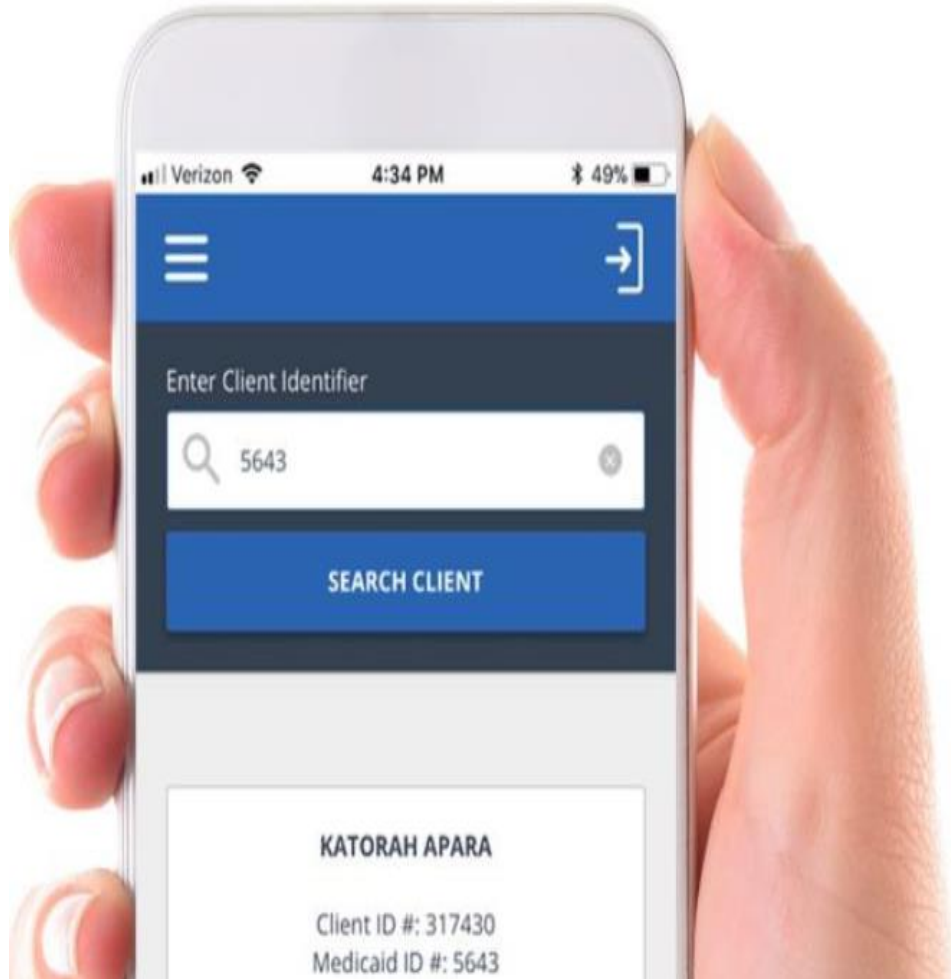 Verizon 4:34 PM 49%
Enter Client Identifier
5643
SEARCH CLIENT
KATORAH APARA
Client ID #: 317430
Medicaid ID #: 5643